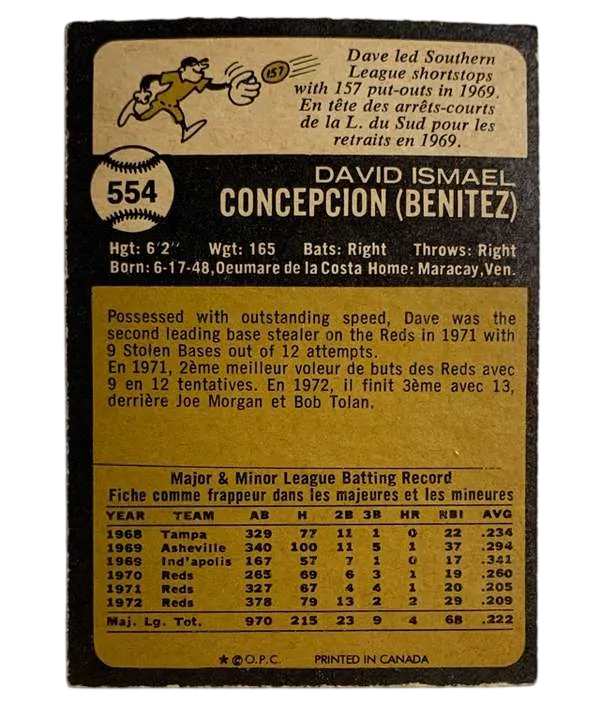 157
Dave led Southern
League shortstops
with 157 put-outs in 1969.
En tête des arrêts-courts
de la L. du Sud pour les
retraits en 1969.
554
DAVID ISMAEL
CONCEPCION (BENITEZ)
Hgt: 6'2" Wgt: 165 Bats: Right Throws: Right
Born: 6-17-48, Oeumare de la Costa Home: Maracay, Ven.
Possessed with outstanding speed, Dave was the
second leading base stealer on the Reds in 1971 with
9 Stolen Bases out of 12 attempts.
En 1971, 2ème meilleur voleur de buts des Reds avec
9 en 12 tentatives. En 1972, il finit 3ème avec 13,
derrière Joe Morgan et Bob Tolan.
Major & Minor League Batting Record
Fiche comme frappeur dans les majeures et les mineures
YEAR TEAM AB H 2B 3B HR RBI AVG
1968 Tampa 329 77 11 1 0 22 .234
1969 Asheville 340 100 11 5 1 37 .294
1969 Ind'apolis 167 57 7 1 0 17 .341
1970 Reds 265 69 6 3 1 19 .260
1971 Reds 327 67 4 4 1 20 .205
1972 Reds 378 79 13 2 2 29 .209
Maj. Lg. Tot. 970 215 23 9 4 68 .222
★ © O.P.C. PRINTED IN CANADA